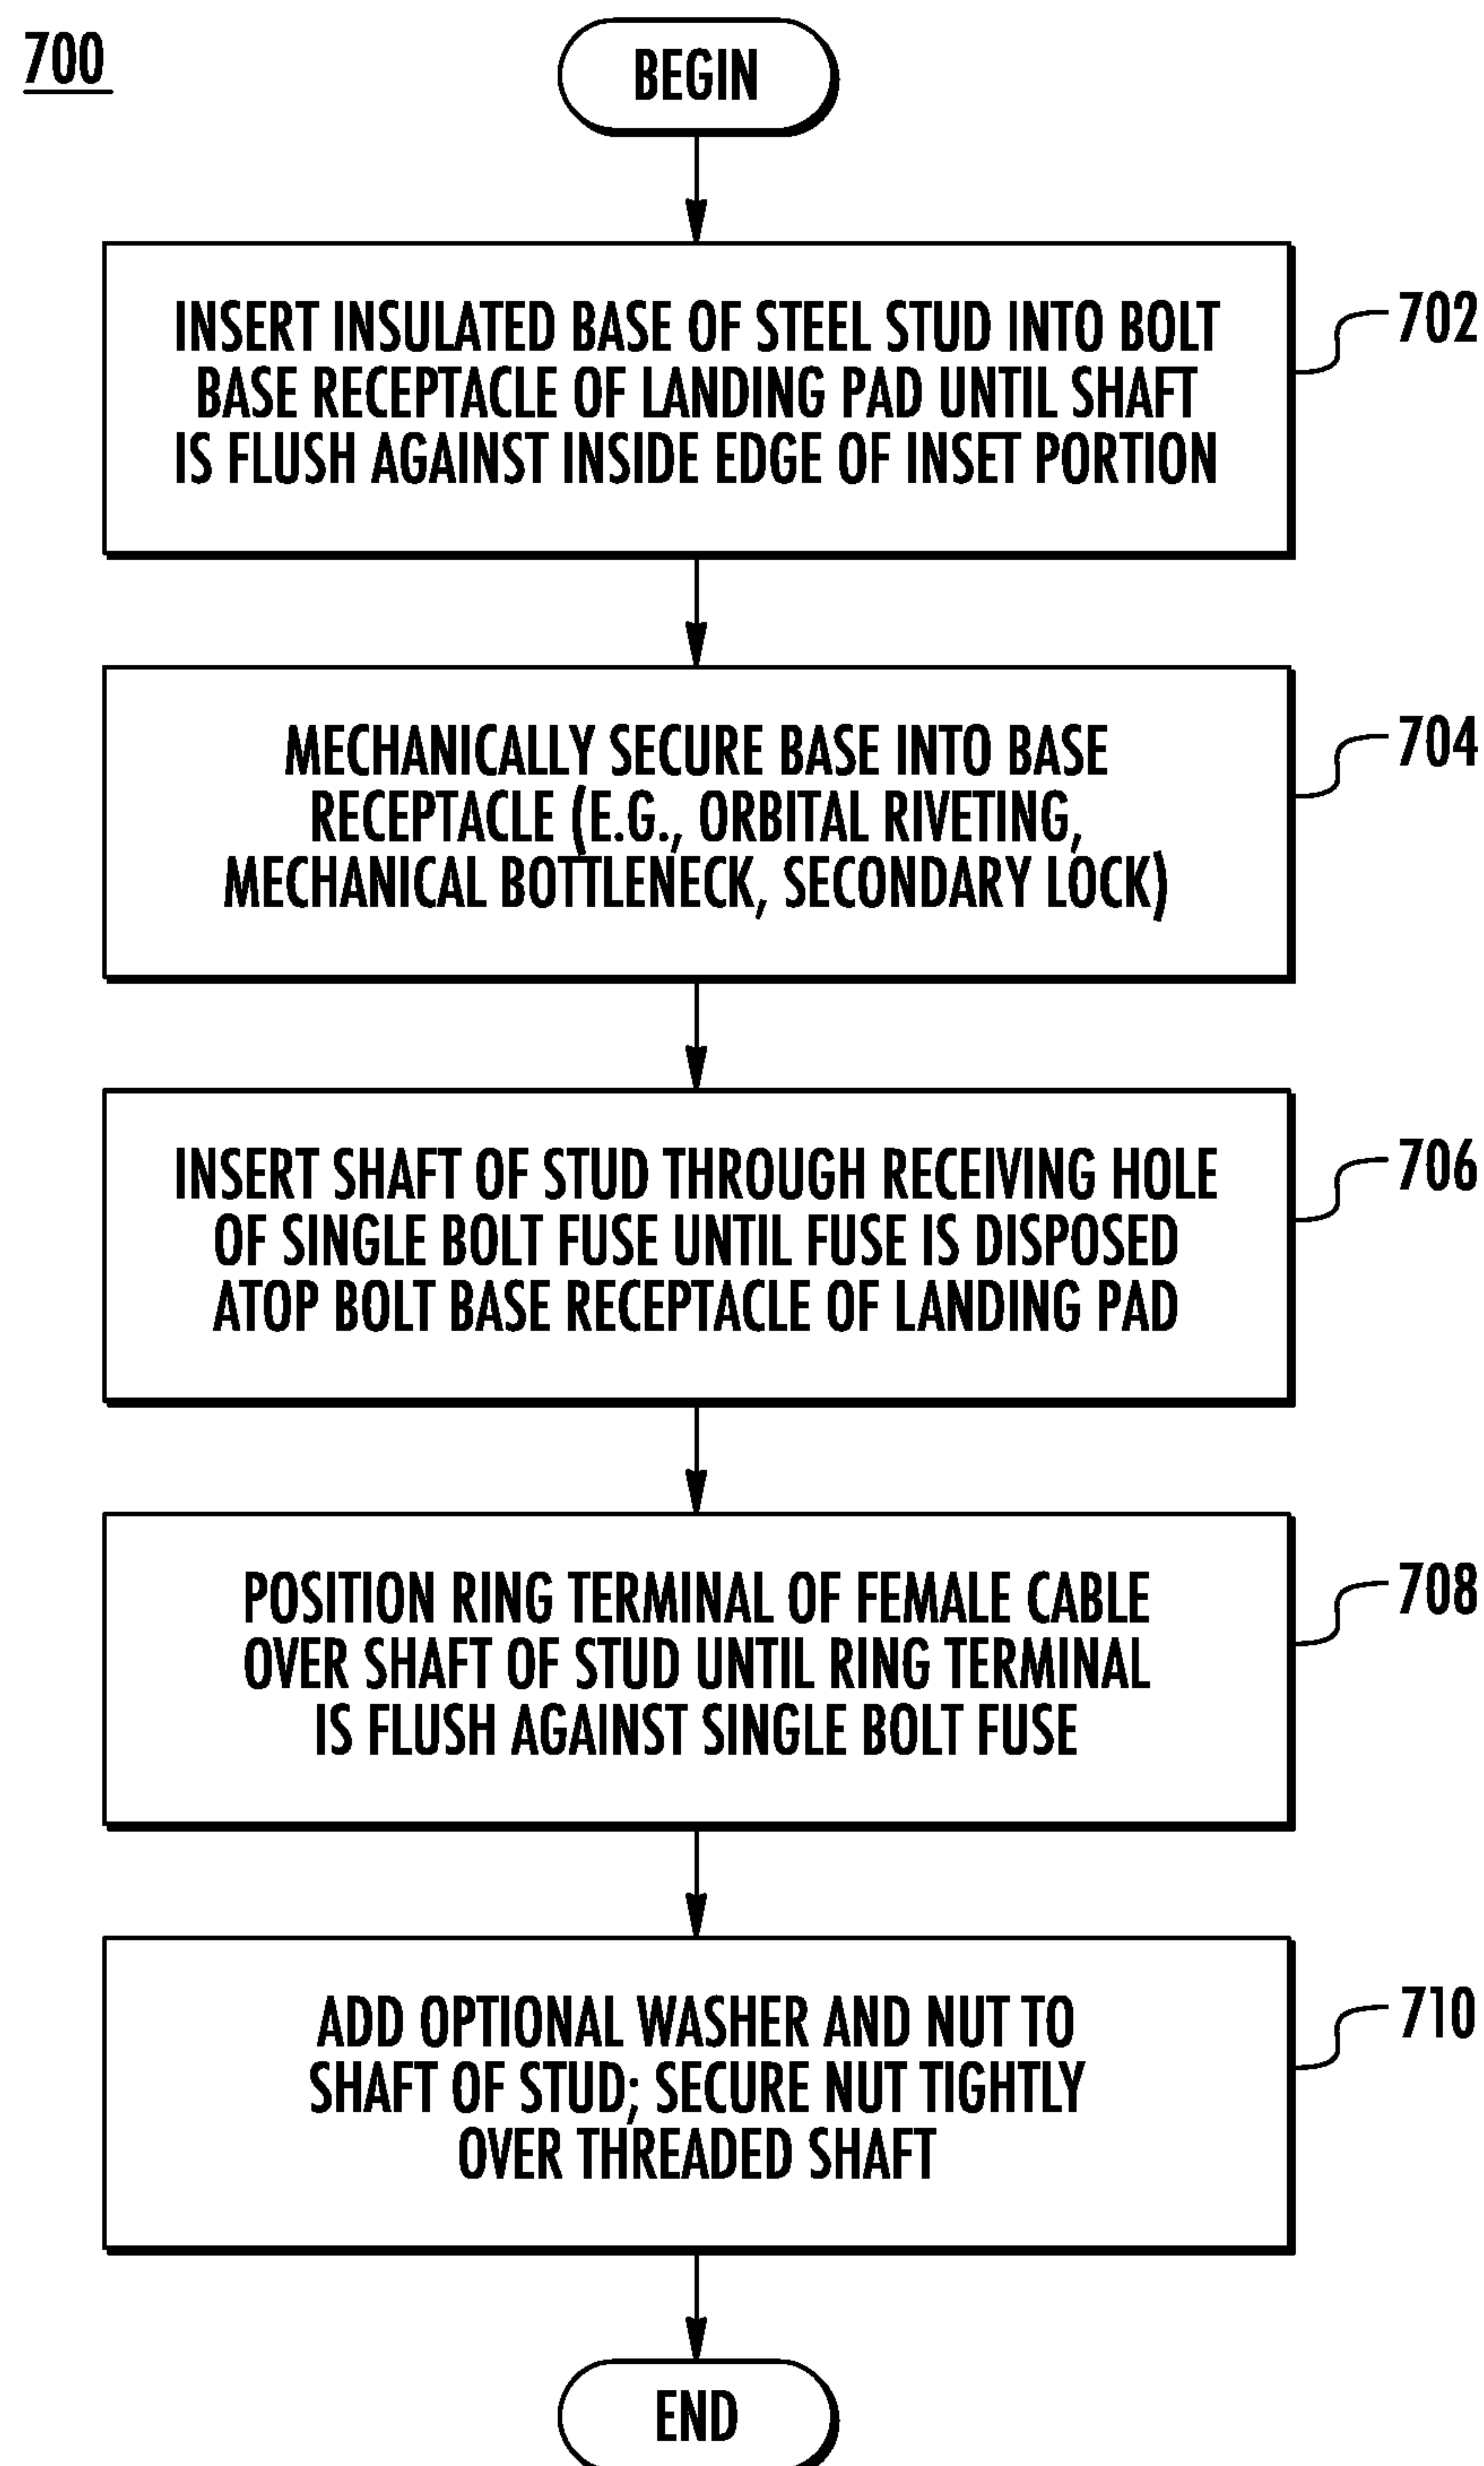 700
BEGIN
INSERT INSULATED BASE OF STEEL STUD INTO BOLT
BASE RECEPTACLE OF LANDING PAD UNTIL SHAFT
IS FLUSH AGAINST INSIDE EDGE OF INSET PORTION
702
MECHANICALLY SECURE BASE INTO BASE
RECEPTACLE (E.G., ORBITAL RIVETING,
MECHANICAL BOTTLENECK, SECONDARY LOCK)
704
INSERT SHAFT OF STUD THROUGH RECEIVING HOLE
OF SINGLE BOLT FUSE UNTIL FUSE IS DISPOSED
ATOP BOLT BASE RECEPTACLE OF LANDING PAD
706
POSITION RING TERMINAL OF FEMALE CABLE
OVER SHAFT OF STUD UNTIL RING TERMINAL
IS FLUSH AGAINST SINGLE BOLT FUSE
708
ADD OPTIONAL WASHER AND NUT TO
SHAFT OF STUD; SECURE NUT TIGHTLY
OVER THREADED SHAFT
710
END